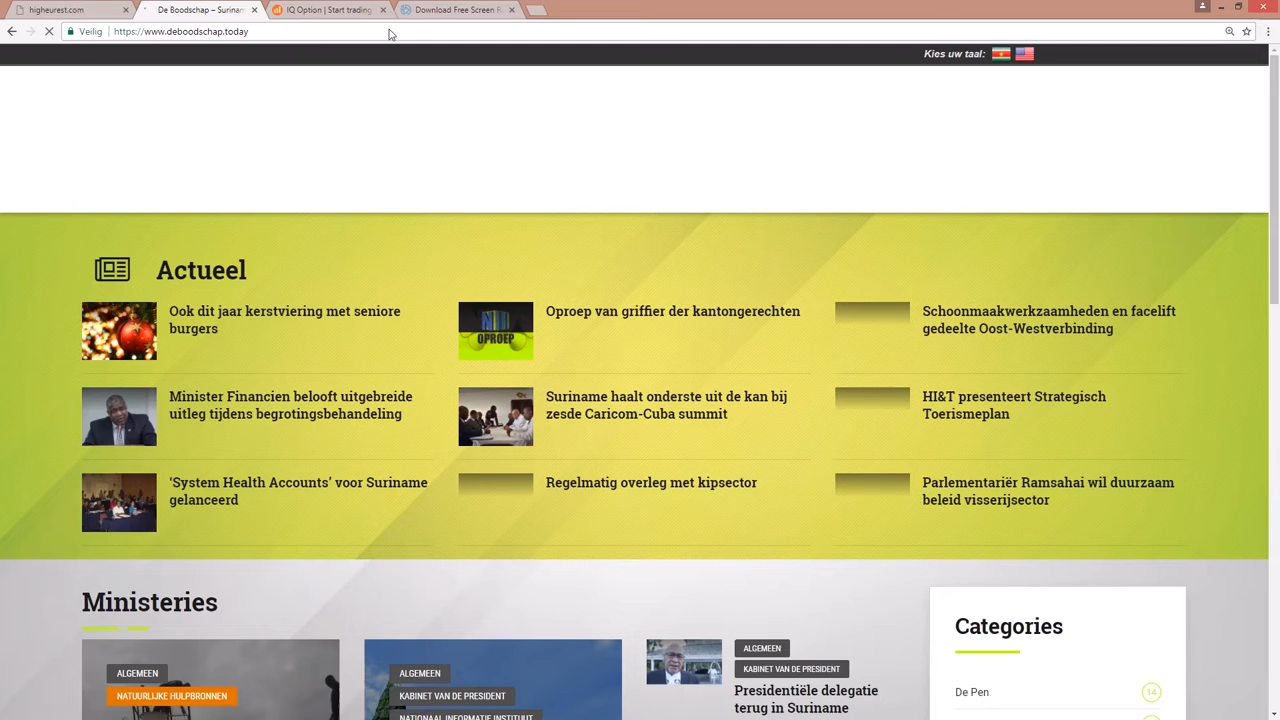 higheurest.com
De Boodschap – Surinam
IQ Option | Start trading
Download Free Screen R
Veilig
https://www.deboodschap.today
Kies uw taal:
Actueel
Ook dit jaar kerstviering met seniore
burgers
OPROEP
Oproep van griffier der kantongerechten
Schoonmaakwerkzaamheden en facelift
gedeelte Oost-Westverbinding
Minister Financien belooft uitgebreide
uitleg tijdens begrotingsbehandeling
Suriname haalt onderste uit de kan bij
zesde Caricom-Cuba summit
HI&T presenteert Strategisch
Toerismeplan
‘System Health Accounts’ voor Suriname
gelanceerd
Regelmatig overleg met kipsector
Parlementariër Ramsahai wil duurzaam
beleid visserijsector
Ministeries
ALGEMEEN
NATUURLIJKE HULPBRONNEN
ALGEMEEN
KABINET VAN DE PRESIDENT
NATIONAAL INFORMATIE INSTITUUT
ALGEMEEN
KABINET VAN DE PRESIDENT
Presidentiële delegatie
terug in Suriname
Categories
De Pen
14